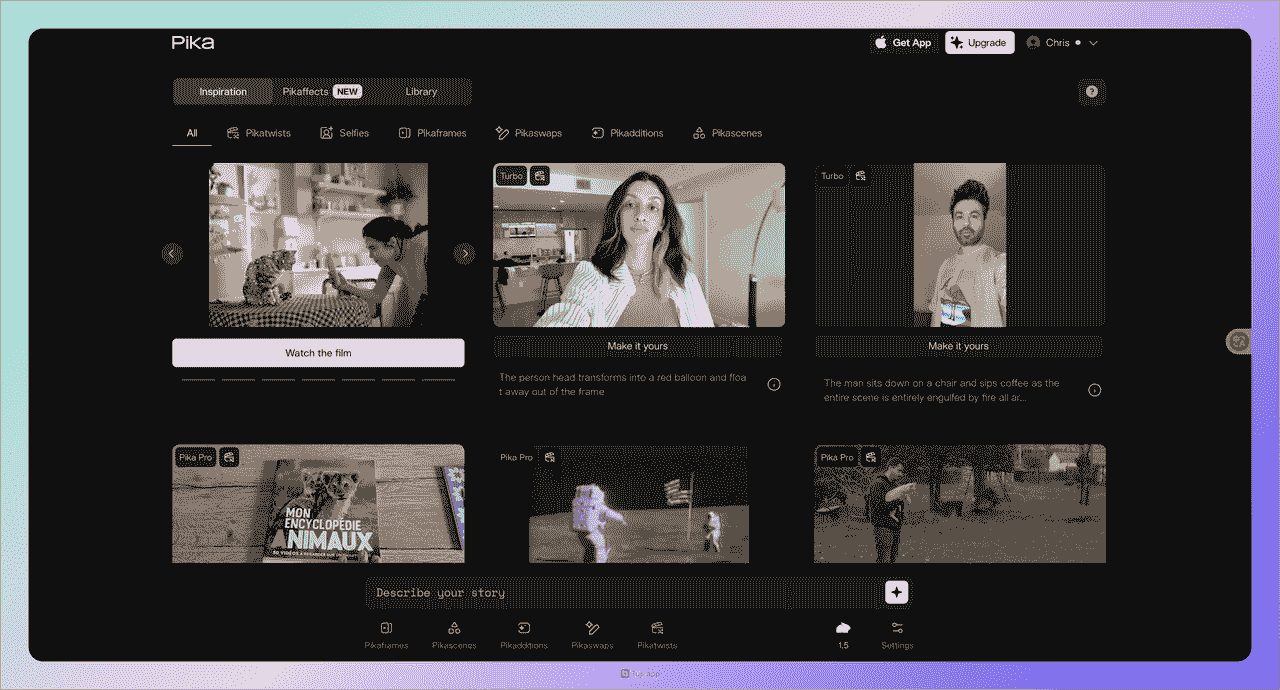 Pika
Get App
Upgrade
Chris
Inspiration
Pikaffects NEW
Library
All
Pikatwists
Selfies
Pikaframes
Pikaswaps
Pikadditions
Pikascenes
Turbo
Turbo
Watch the film
Make it yours
Make it yours
The person head transforms into a red balloon and floa
t away out of the frame
The man sits down on a chair and sips coffee as the
entire scene is entirely engulfed by fire all ar...
Pika Pro
Pika Pro
Pika Pro
MON
ENCYCLOPÉDIE
ANIMAUX
Describe your story
Pikaframes
Pikascenes
Pikadditions
Pikaswaps
Pikatwists
1.5
Settings